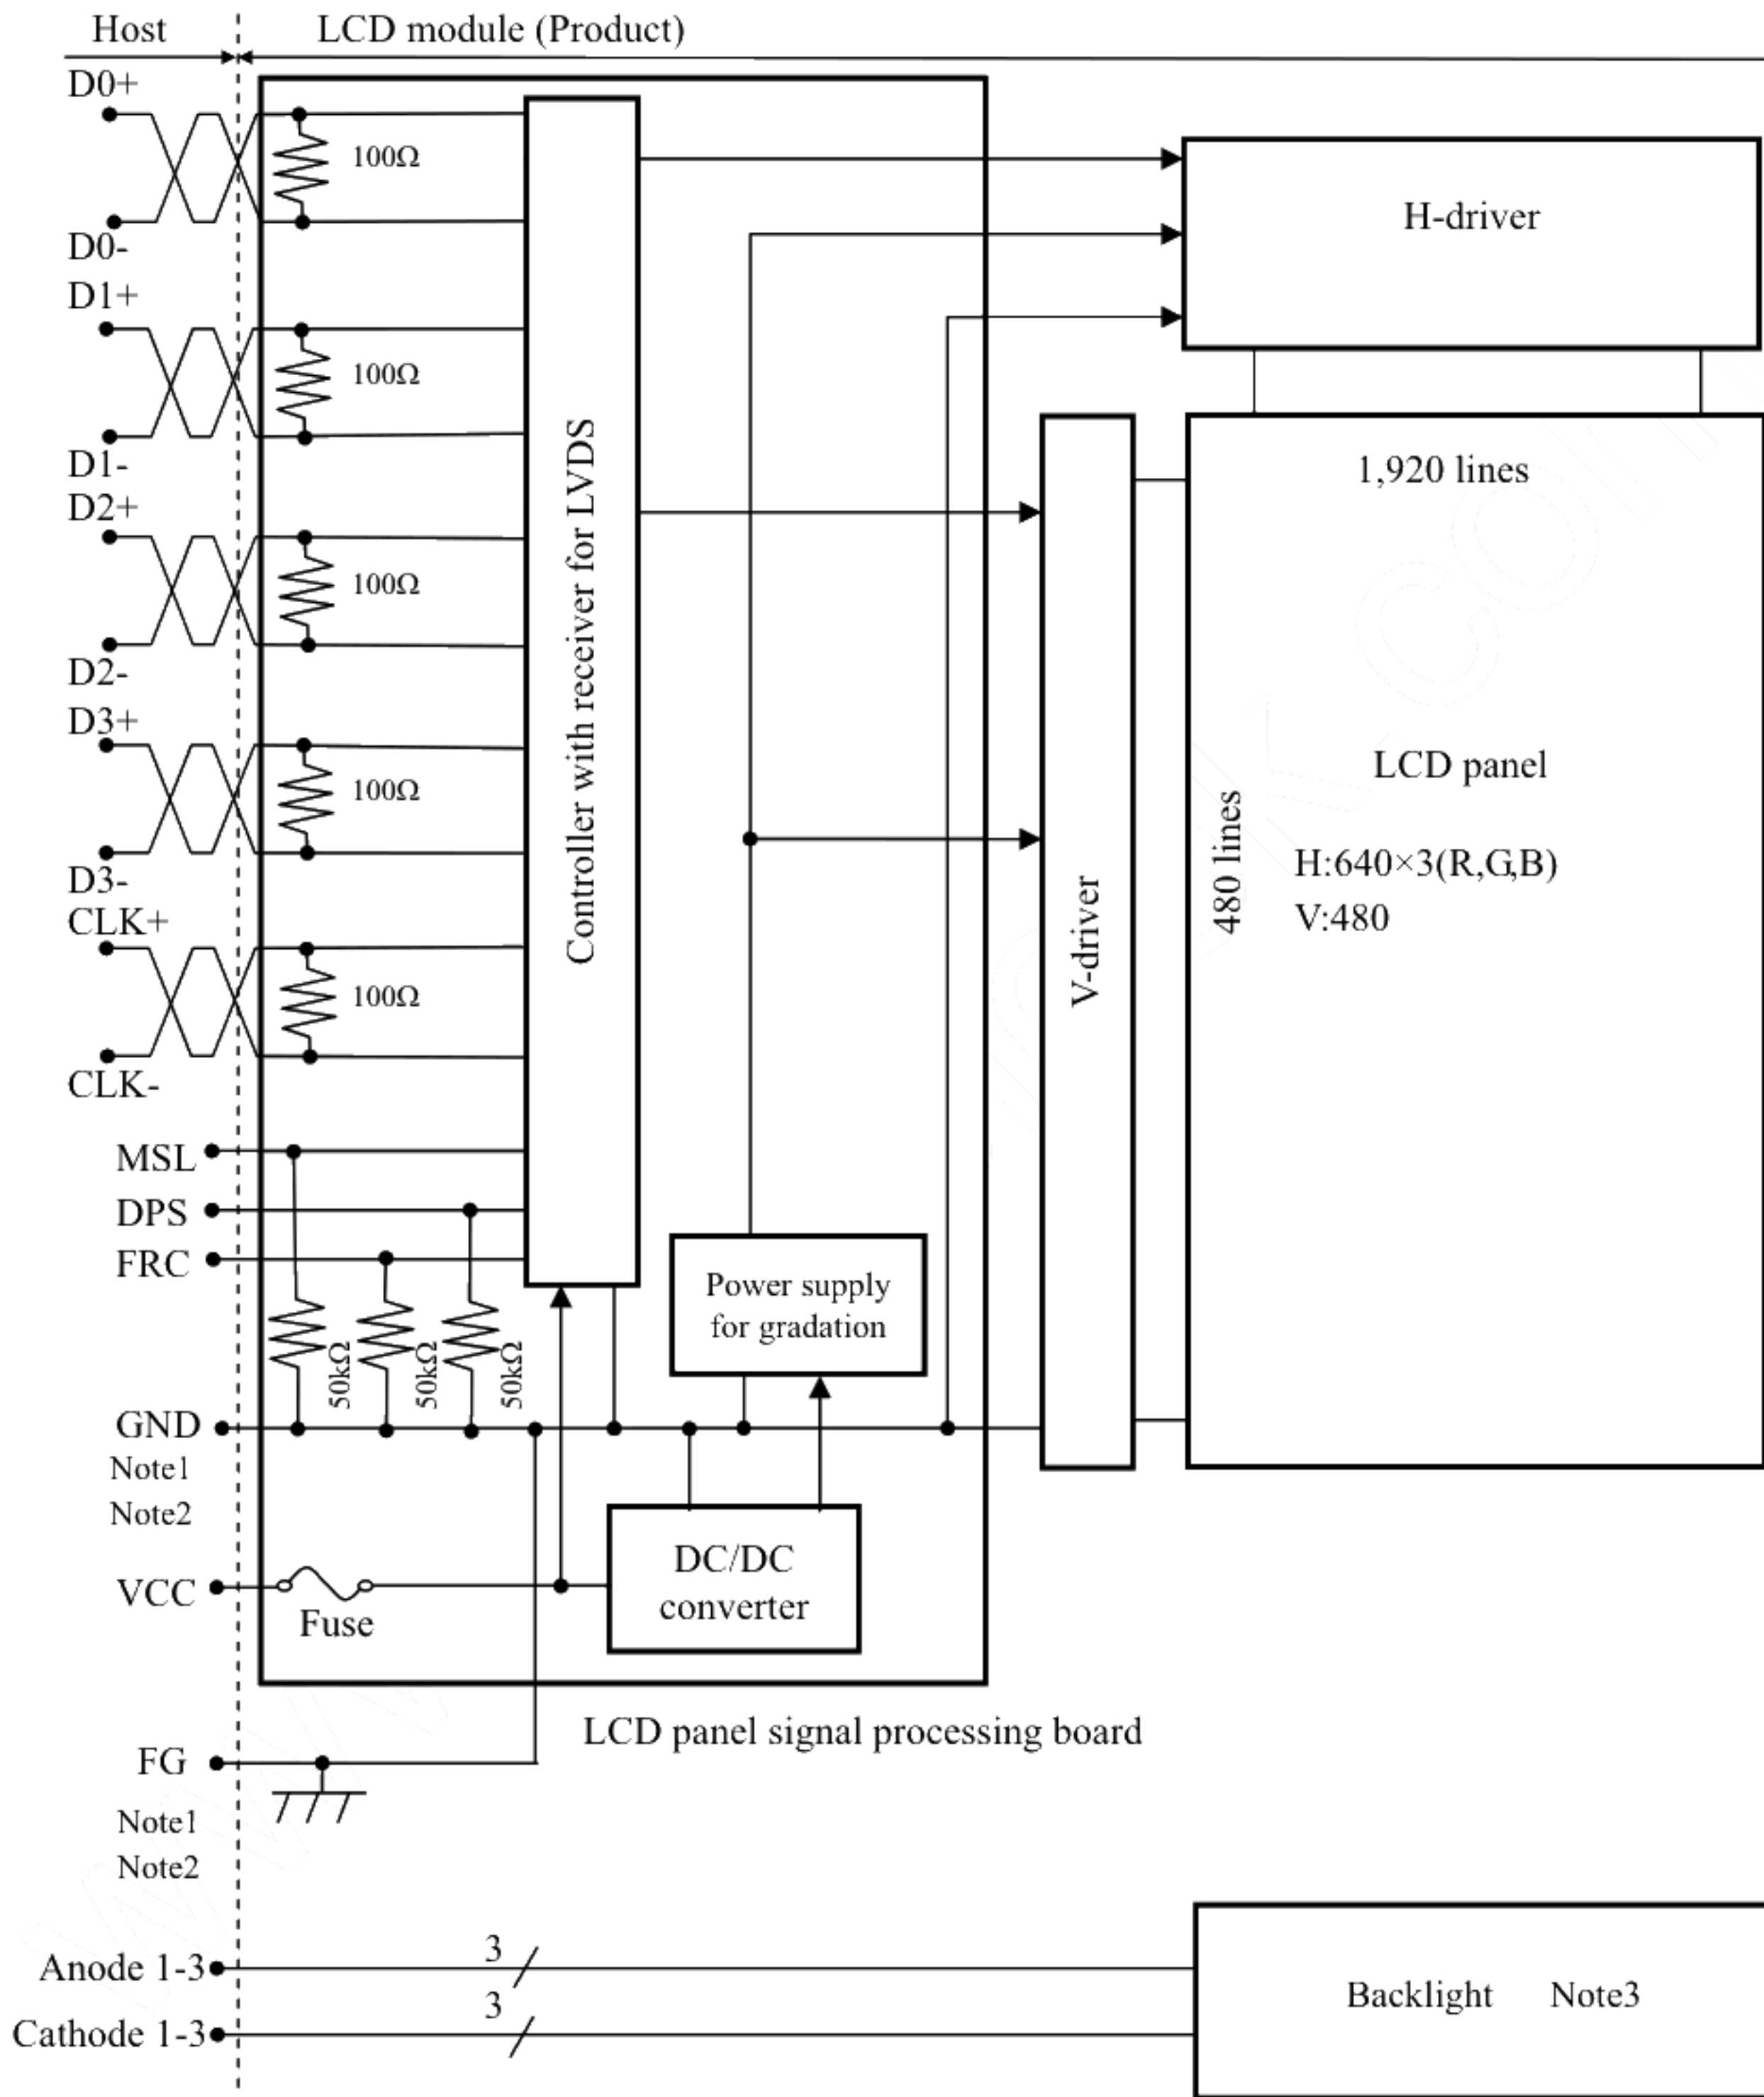 Host
LCD module (Product)
D0+
100Ω
D0-
H-driver
D1+
100Ω
D1-
D2+
100Ω
D2-
D3+
100Ω
D3-
CLK+
100Ω
CLK-
Controller with receiver for LVDS
1,920 lines
LCD panel
480 lines
H:640×3(R,G,B)
V:480
V-driver
MSL
DPS
FRC
50kΩ
50kΩ
50kΩ
Power supply
for gradation
GND
Note1
Note2
DC/DC
converter
VCC
Fuse
LCD panel signal processing board
FG
Note1
Note2
Anode 1-3
3
Cathode 1-3
3
Backlight Note3